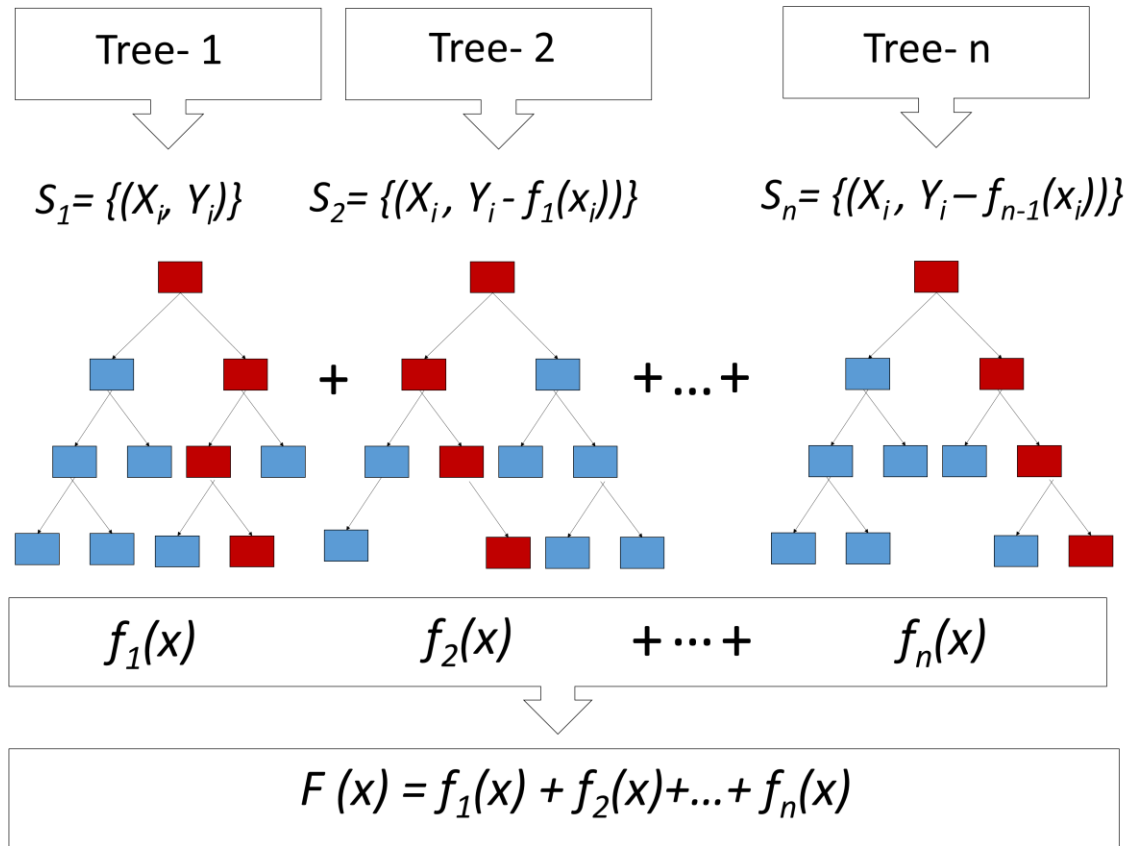 Tree- 1 Tree- 2 Tree- n
S₁= {(Xᵢ, Yᵢ)} S₂= {(Xᵢ , Yᵢ - f₁(xᵢ))} Sₙ= {(Xᵢ , Yᵢ – fₙ₋₁(xᵢ))}
+ +...+
f₁(x) f₂(x) +...+ fₙ(x)
F (x) = f₁(x) + f₂(x)+...+ fₙ(x)